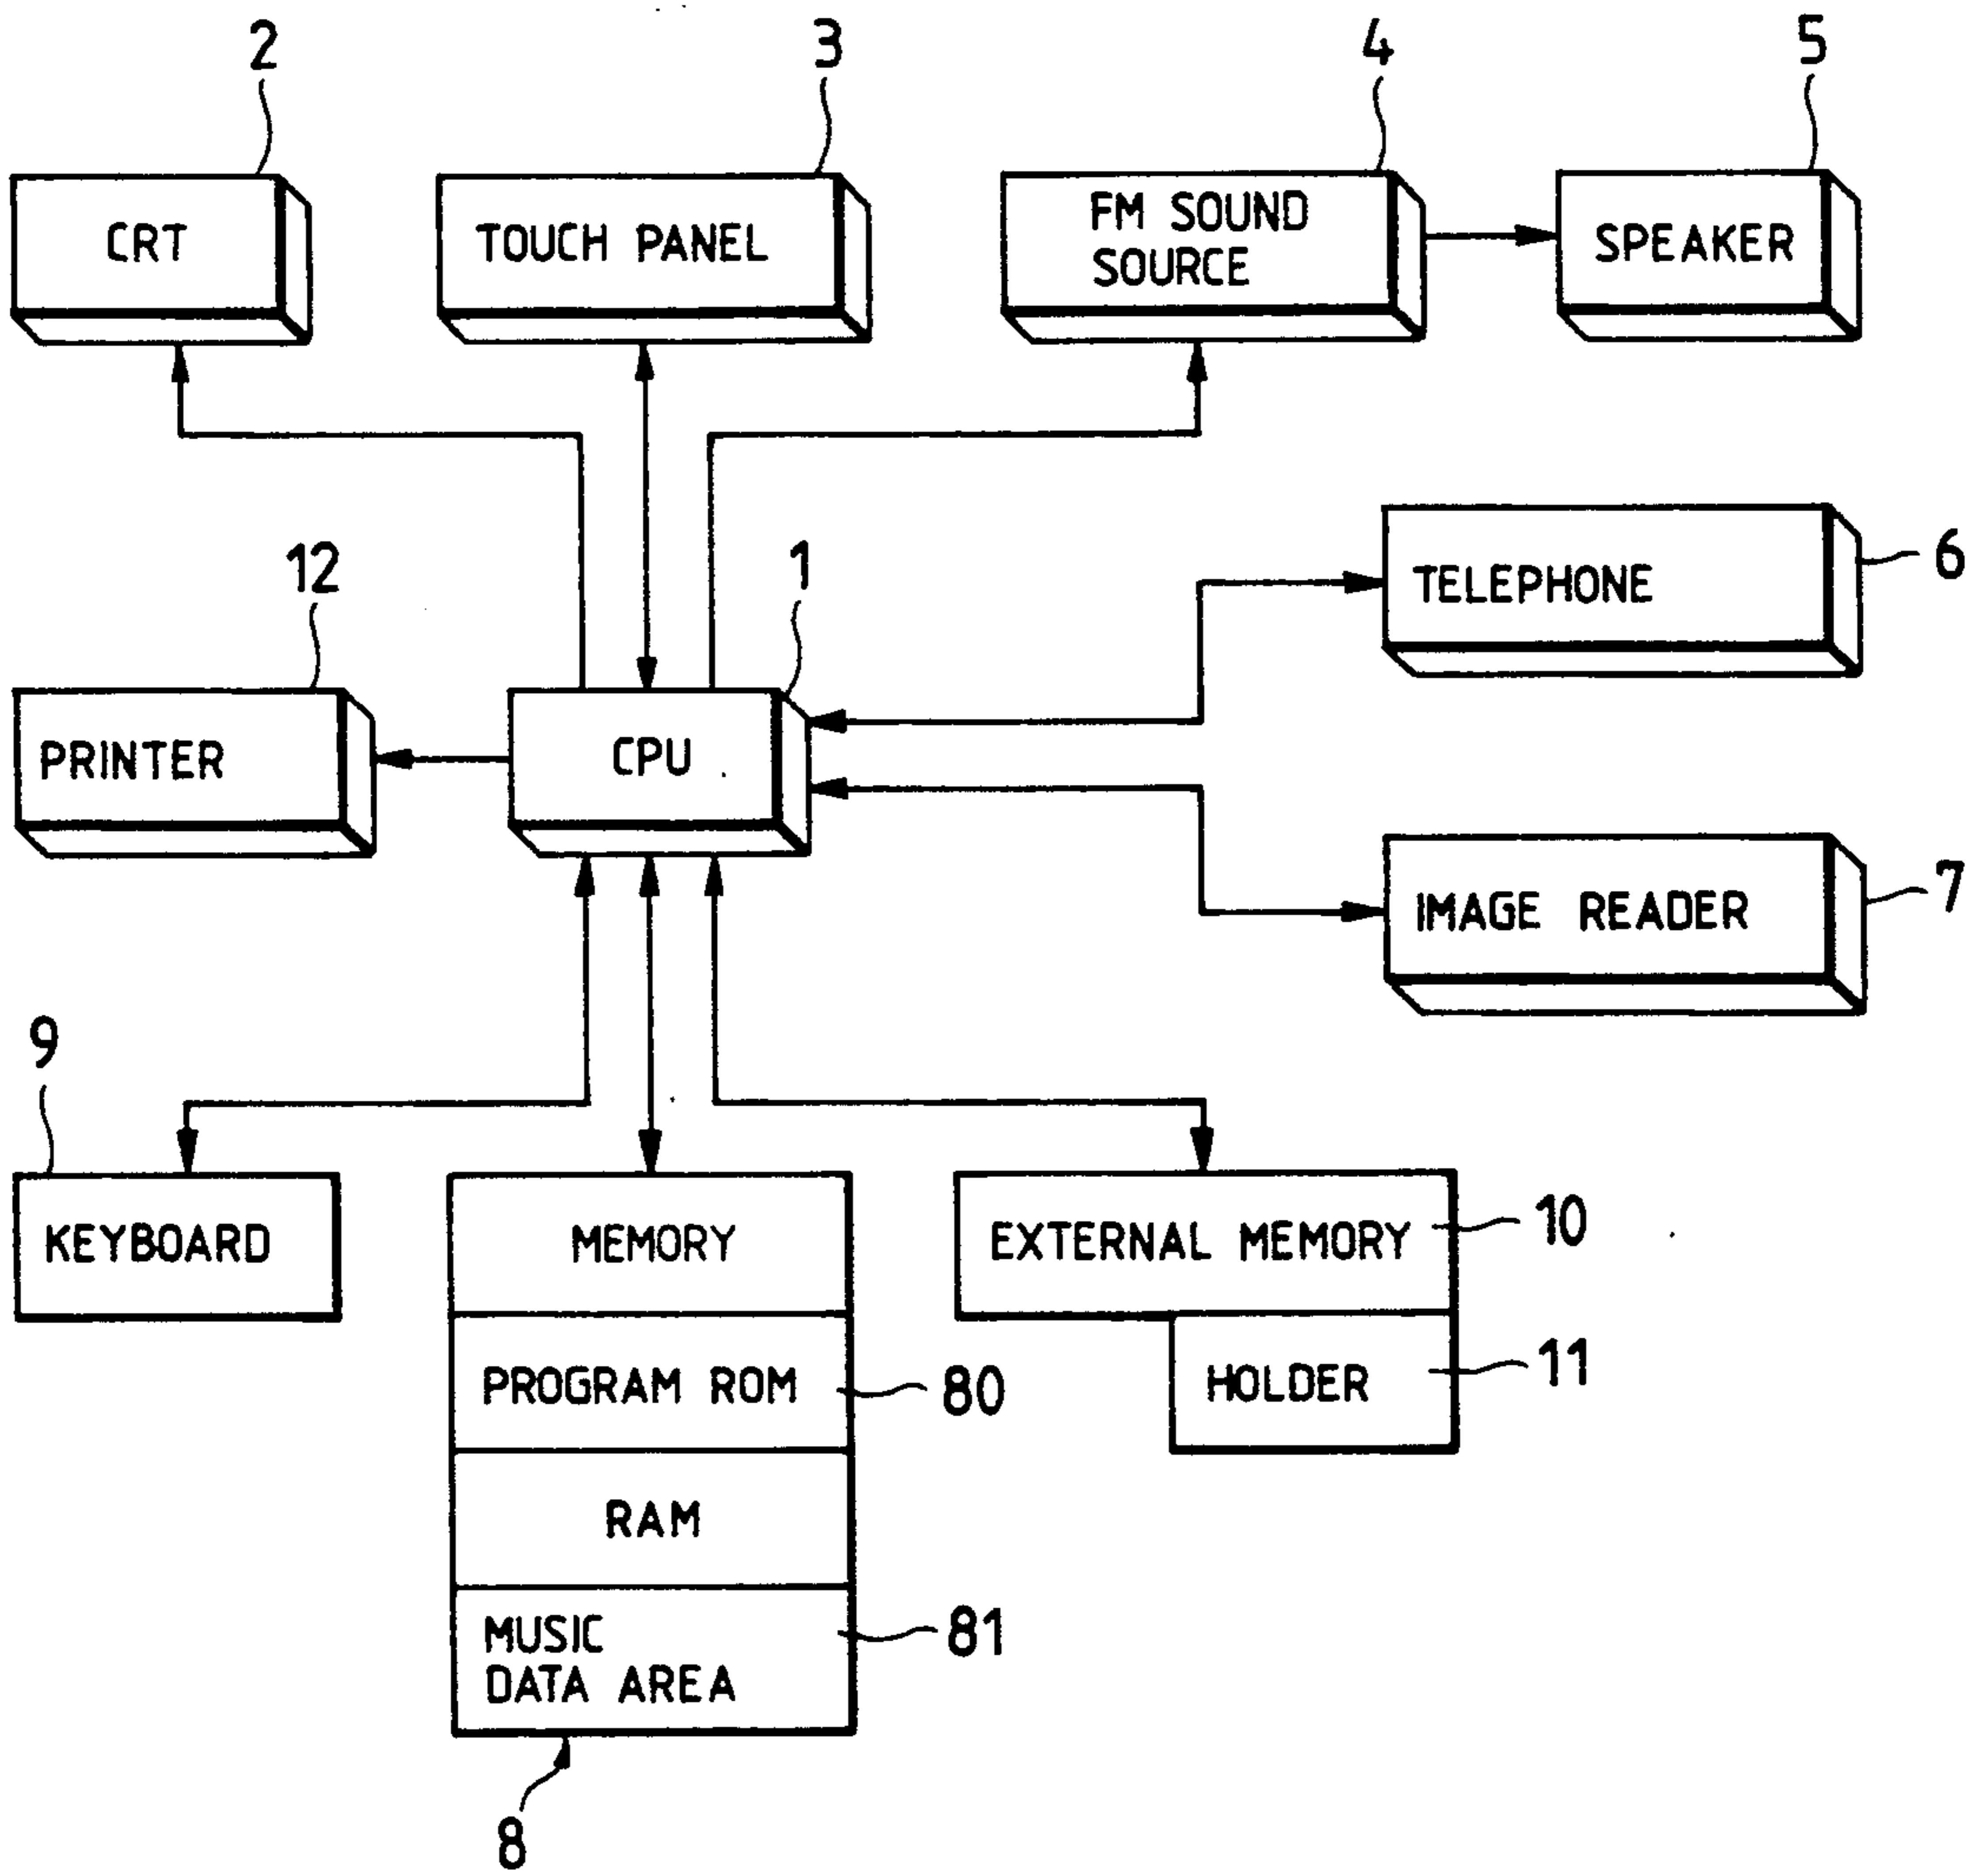 2
3
4
5
CRT
TOUCH PANEL
FM SOUND
SOURCE
SPEAKER
12
1
TELEPHONE
6
PRINTER
CPU
IMAGE READER
7
9
KEYBOARD
MEMORY
EXTERNAL MEMORY
10
PROGRAM ROM
80
HOLDER
11
RAM
MUSIC
DATA AREA
81
8